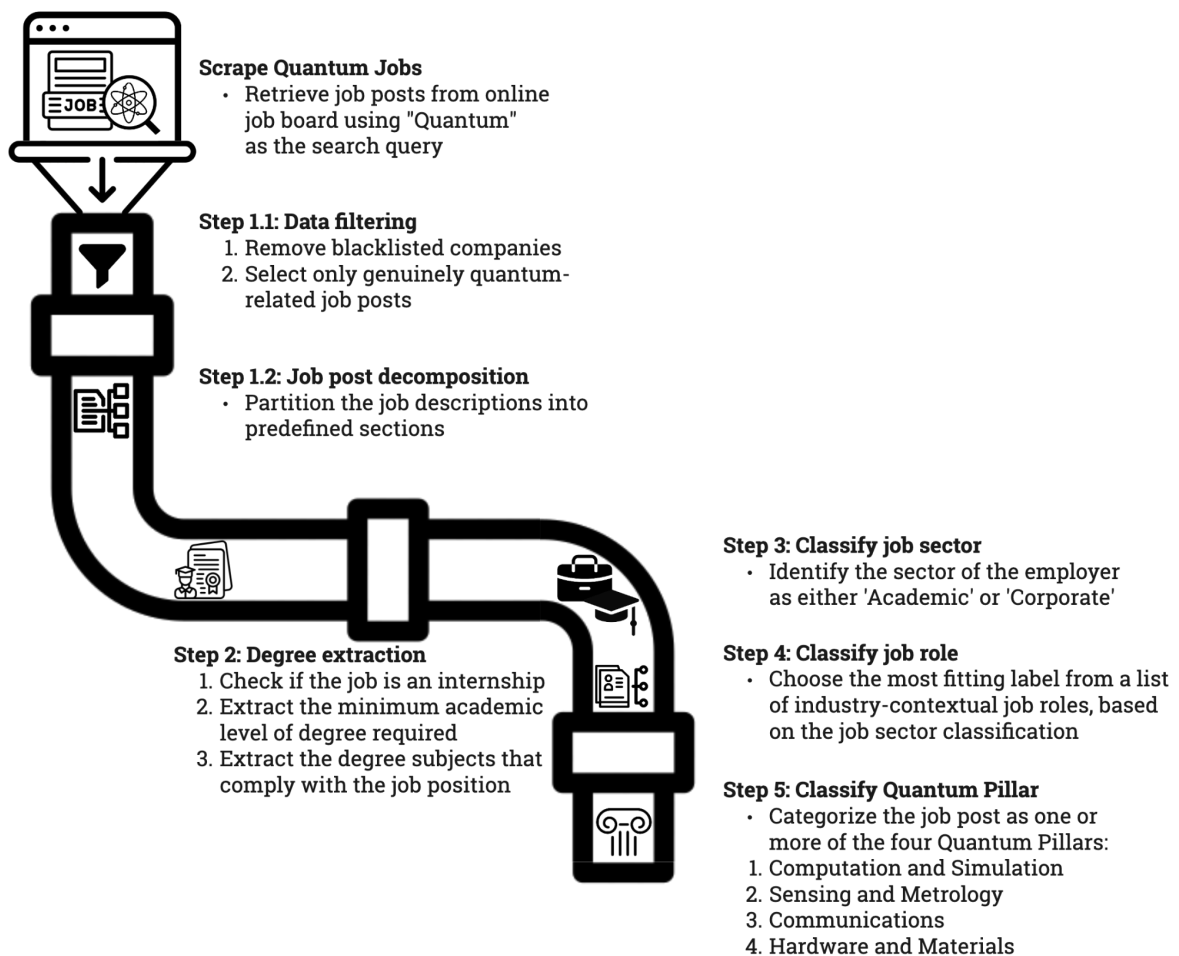 JOB
Scrape Quantum Jobs
• Retrieve job posts from online
job board using "Quantum"
as the search query
Step 1.1: Data filtering
1. Remove blacklisted companies
2. Select only genuinely quantum-
related job posts
Step 1.2: Job post decomposition
• Partition the job descriptions into
predefined sections
Step 2: Degree extraction
1. Check if the job is an internship
2. Extract the minimum academic
level of degree required
3. Extract the degree subjects that
comply with the job position
Step 3: Classify job sector
• Identify the sector of the employer
as either 'Academic' or 'Corporate'
Step 4: Classify job role
• Choose the most fitting label from a list
of industry-contextual job roles, based
on the job sector classification
Step 5: Classify Quantum Pillar
• Categorize the job post as one or
more of the four Quantum Pillars:
1. Computation and Simulation
2. Sensing and Metrology
3. Communications
4. Hardware and Materials